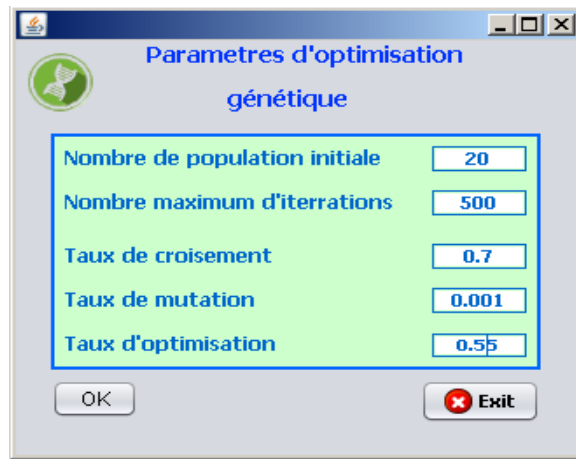 Parametres d'optimisation
génétique
Nombre de population initiale 20
Nombre maximum d'iterrations 500
Taux de croisement 0.7
Taux de mutation 0.001
Taux d'optimisation 0.55
OK Exit